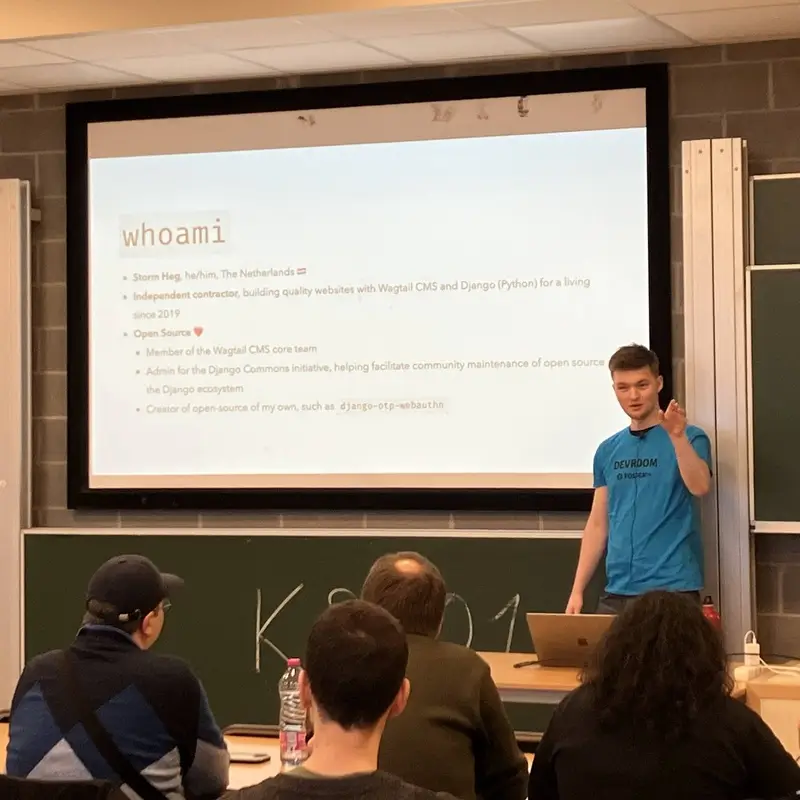 whoami
Storm Heg, he/him, The Netherlands
Independent contractor, building quality websites with Wagtail CMS and Django (Python) for a living
since 2019
Open Source
Member of the Wagtail CMS core team
Admin for the Django Commons initiative, helping facilitate community maintenance of open source
the Django ecosystem
Creator of open-source of my own, such as django-otp-webauthn
DEVROOM
@ FOSDEM
K